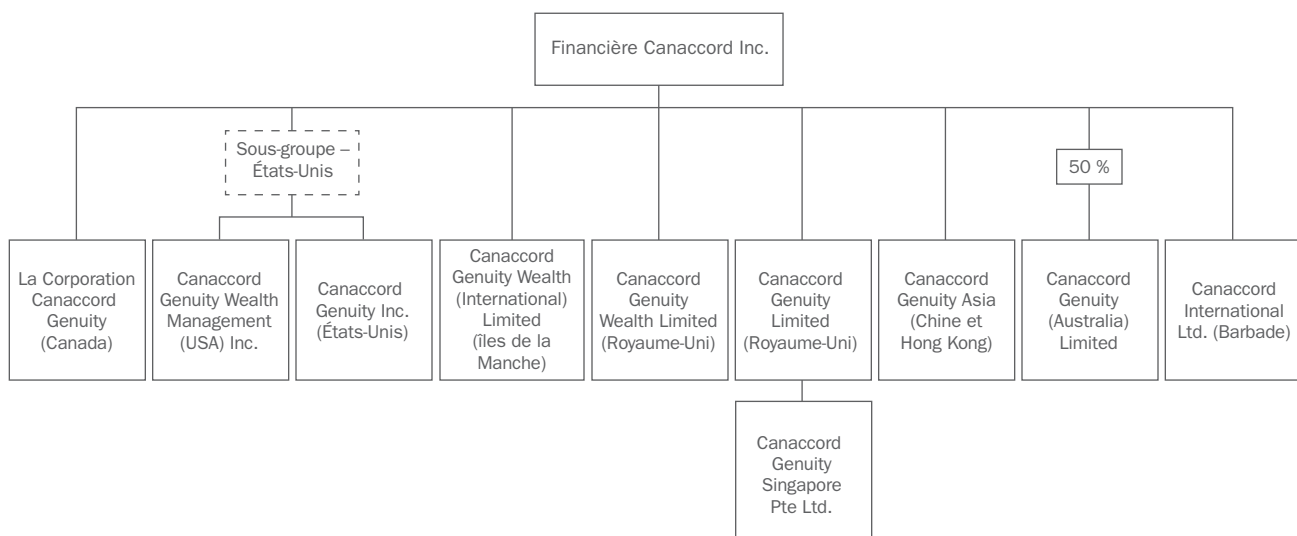 Financière Canaccord Inc.
Sous-groupe –
États-Unis
50 %
La Corporation
Canaccord
Genuity
(Canada)
Canaccord
Genuity Wealth
Management
(USA) Inc.
Canaccord
Genuity Inc.
(États-Unis)
Canaccord
Genuity Wealth
(International)
Limited
(îles de la
Manche)
Canaccord
Genuity
Wealth Limited
(Royaume-Uni)
Canaccord
Genuity
Limited
(Royaume-Uni)
Canaccord
Genuity Asia
(Chine et
Hong Kong)
Canaccord
Genuity
(Australia)
Limited
Canaccord
International
Ltd. (Barbade)
Canaccord
Genuity
Singapore
Pte Ltd.